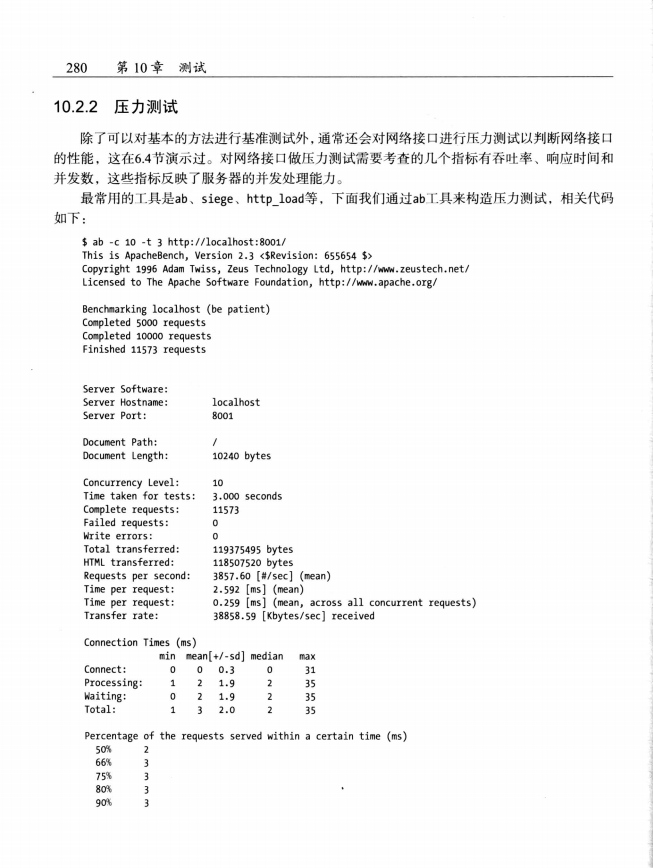 280 第10章 测试
10.2.2 压力测试
除了可以对基本的方法进行基准测试外，通常还会对网络接口进行压力测试以判断网络接口
的性能，这在6.4节演示过。对网络接口做压力测试需要考查的几个指标有吞吐率、响应时间和
并发数，这些指标反映了服务器的并发处理能力。
最常用的工具是ab、siege、http_load等，下面我们通过ab工具来构造压力测试，相关代码
如下：
$ ab -c 10 -t 3 http://localhost:8001/
This is ApacheBench, Version 2.3 <$Revision: 655654 $>
Copyright 1996 Adam Twiss, Zeus Technology Ltd, http://www.zeustech.net/
Licensed to The Apache Software Foundation, http://www.apache.org/
Benchmarking localhost (be patient)
Completed 5000 requests
Completed 10000 requests
Finished 11573 requests
Server Software:
Server Hostname: localhost
Server Port: 8001
Document Path: /
Document Length: 10240 bytes
Concurrency Level: 10
Time taken for tests: 3.000 seconds
Complete requests: 11573
Failed requests: 0
Write errors: 0
Total transferred: 119375495 bytes
HTML transferred: 118507520 bytes
Requests per second: 3857.60 [#/sec] (mean)
Time per request: 2.592 [ms] (mean)
Time per request: 0.259 [ms] (mean, across all concurrent requests)
Transfer rate: 38858.59 [Kbytes/sec] received
Connection Times (ms)
min mean[+/-sd] median max
Connect: 0 0 0.3 0 31
Processing: 1 2 1.9 2 35
Waiting: 0 2 1.9 2 35
Total: 1 3 2.0 2 35
Percentage of the requests served within a certain time (ms)
50% 2
66% 3
75% 3
80% 3
90% 3